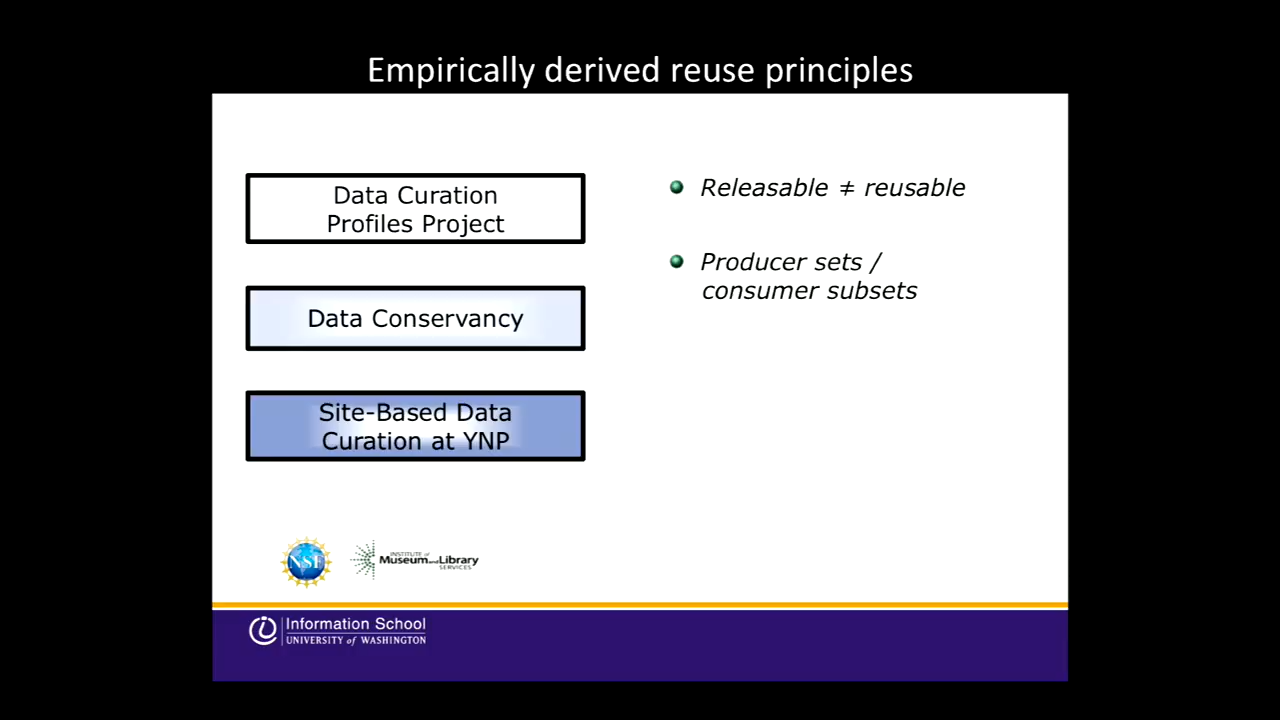 Empirically derived reuse principles
Data Curation
Profiles Project
Data Conservancy
Site-Based Data
Curation at YNP
Releasable ≠ reusable
Producer sets /
consumer subsets
NSF
INSTITUTE of
Museum and Library
SERVICES
Information School
UNIVERSITY of WASHINGTON